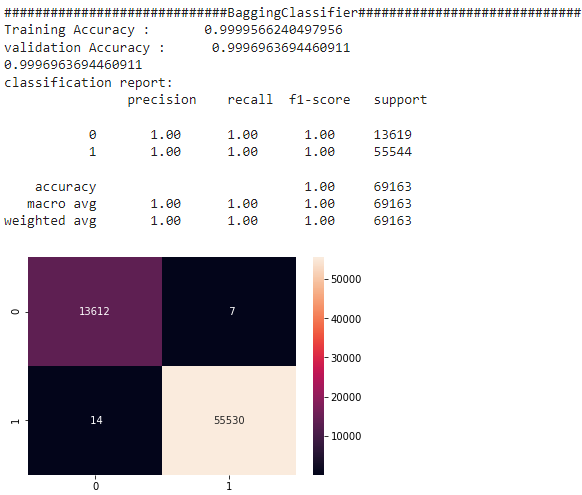 #############################BaggingClassifier#############################
Training Accuracy : 0.9999566240497956
validation Accuracy : 0.9996963694460911
0.9996963694460911
classification report:
precision recall f1-score support
0 1.00 1.00 1.00 13619
1 1.00 1.00 1.00 55544
accuracy 1.00 69163
macro avg 1.00 1.00 1.00 69163
weighted avg 1.00 1.00 1.00 69163
50000
0 13612 7
40000
30000
20000
1 14 55530
10000
0 1